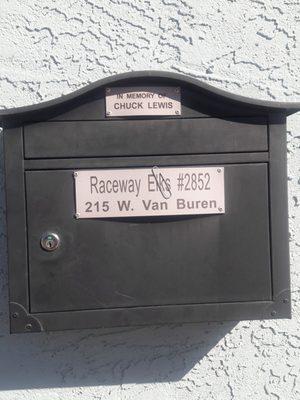 IN MEMORY OF
CHUCK LEWIS
Raceway Elks #2852
215 W. Van Buren